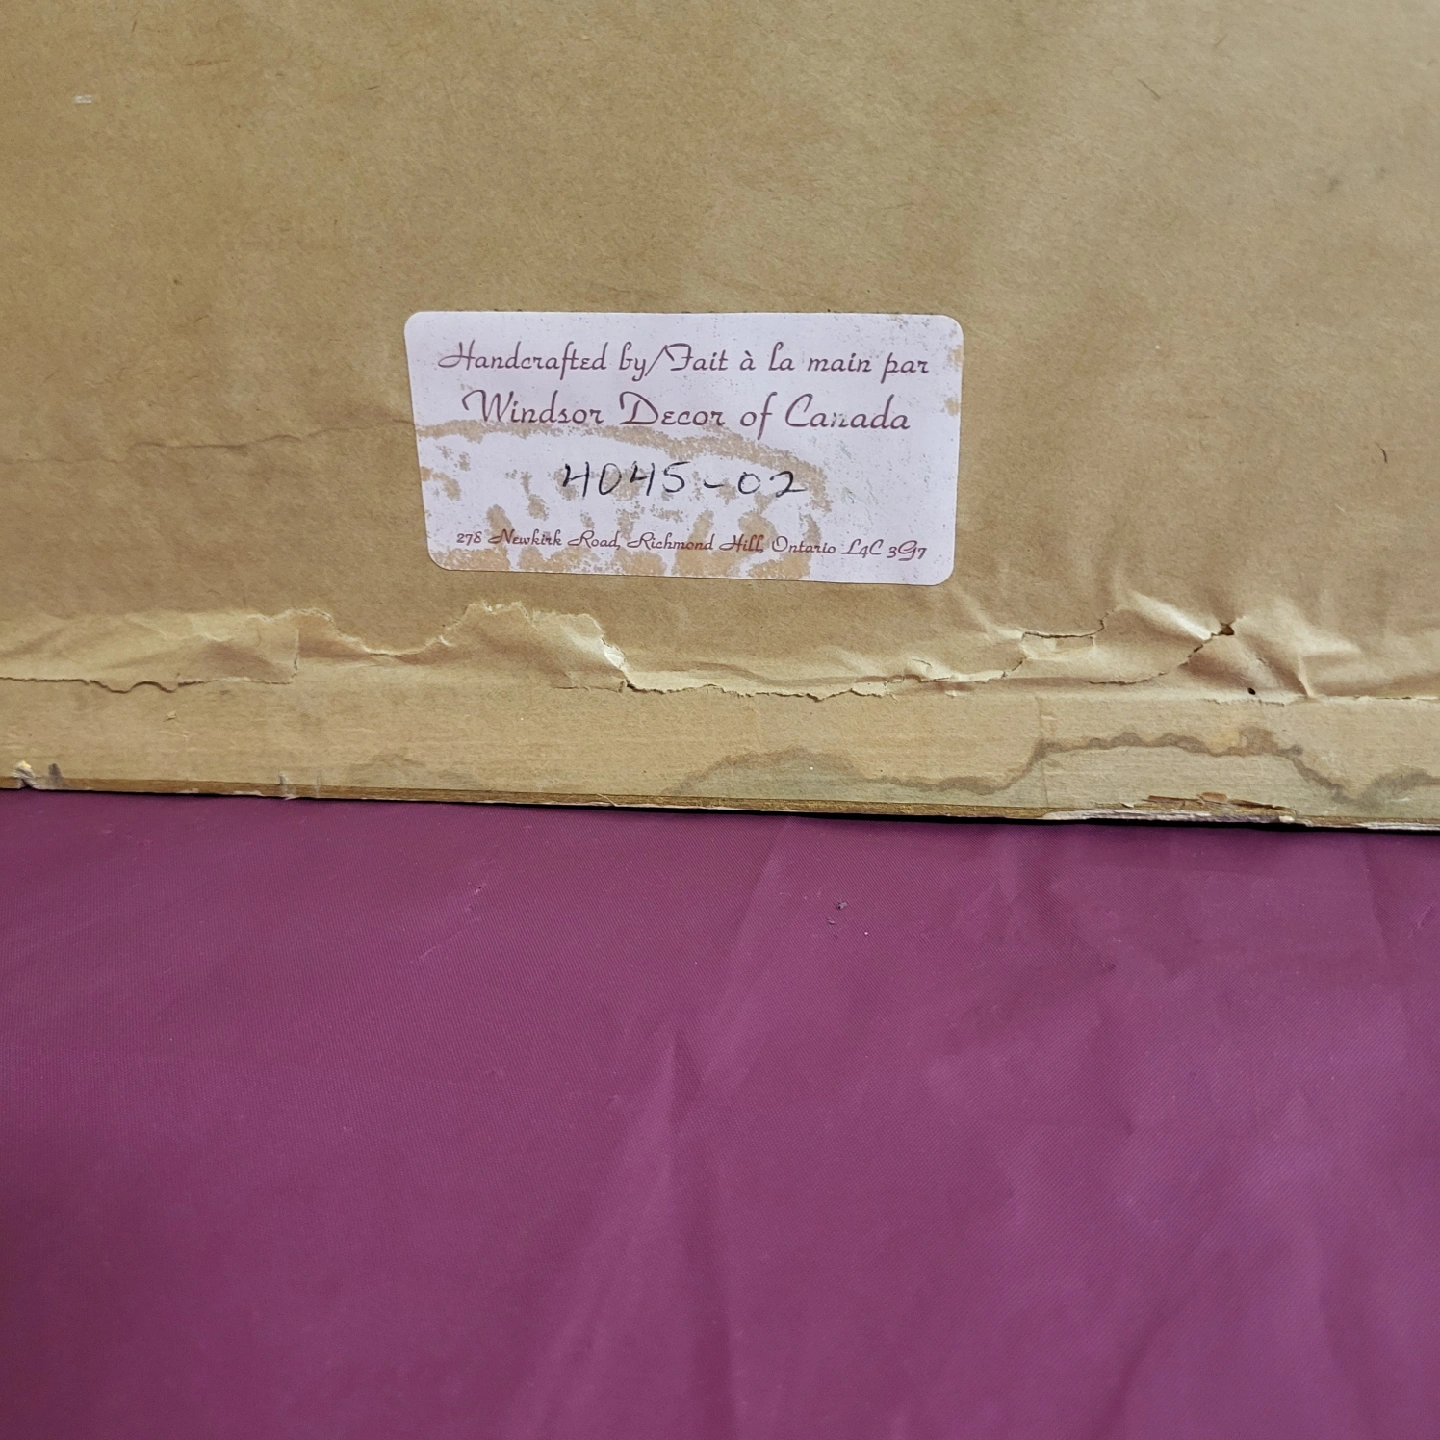 Handcrafted by/Fait à la main par
Windsor Decor of Canada
4045-02
278 Newkirk Road, Richmond Hill, Ontario L4C 3G7